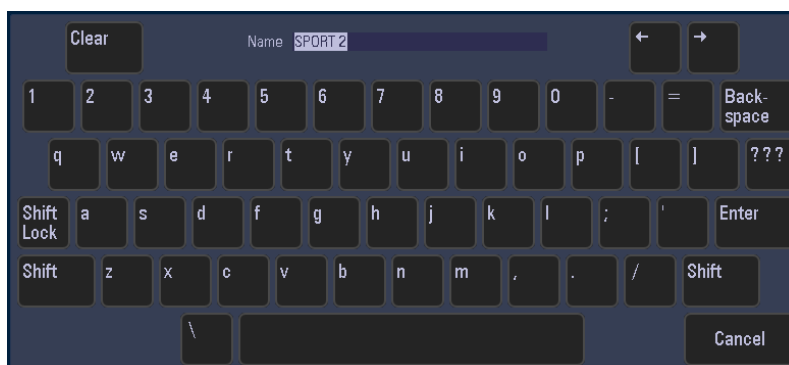 Clear Name SPORT 2 ← →
1 2 3 4 5 6 7 8 9 0 - = Back-
space
q w e r t y u i o p [ ] ???
Shift
Lock a s d f g h j k l ; ' Enter
Shift z x c v b n m , . / Shift
\ Cancel